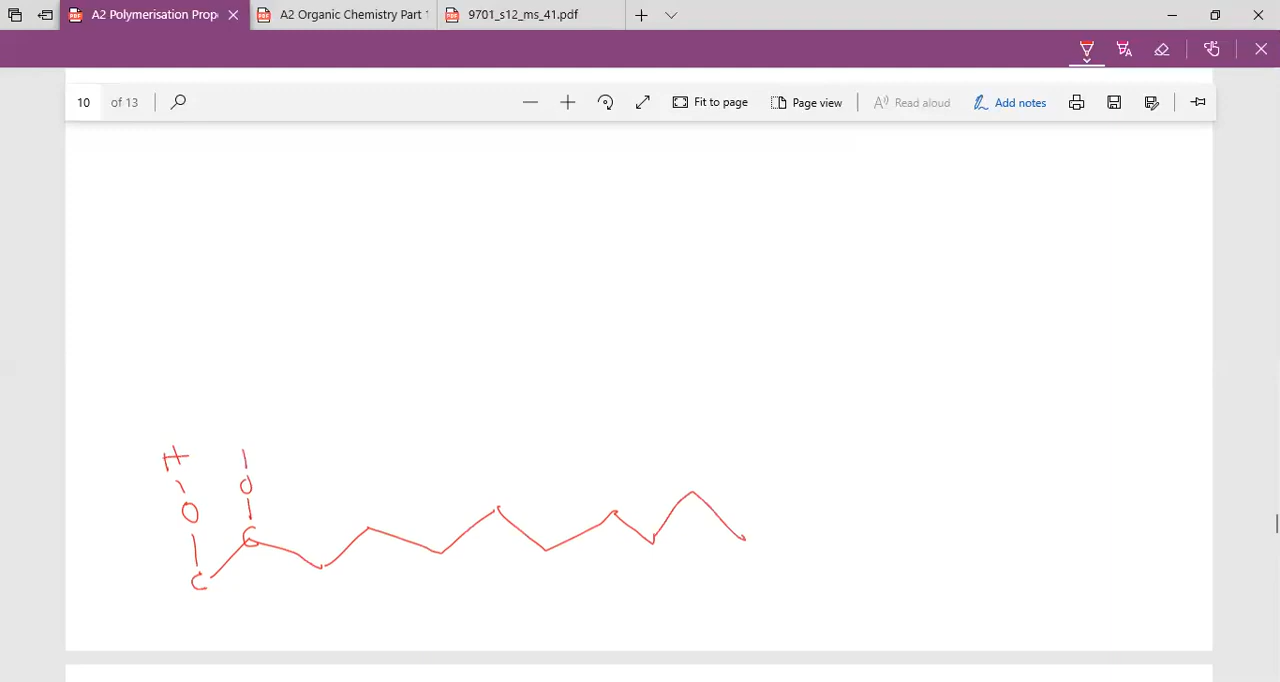 A2 Polymerisation Prop
A2 Organic Chemistry Part 1
9701_s12_ms_41.pdf
10 of 13
Fit to page
Page view
Read aloud
Add notes
H
O O
C
C